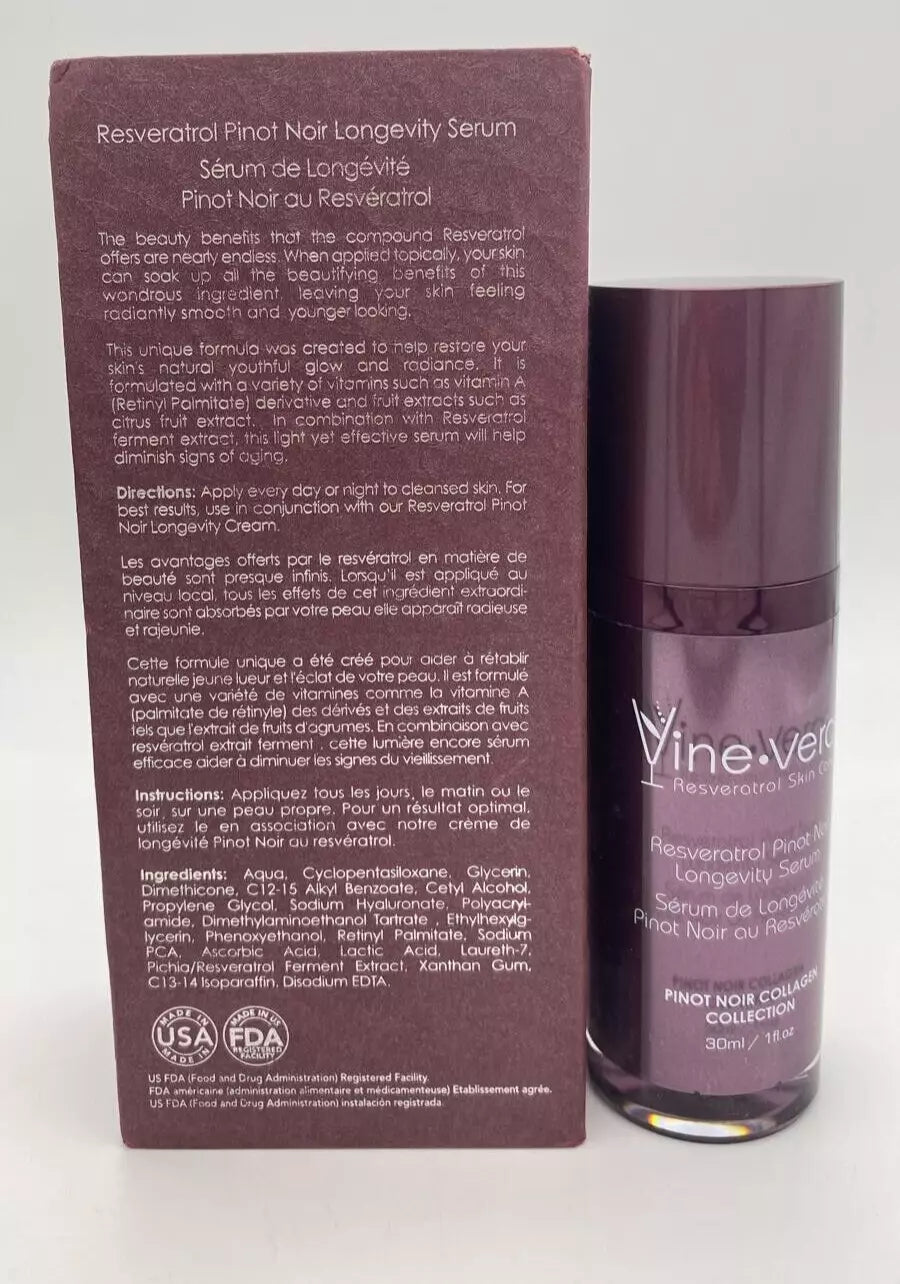 Resveratrol Pinot Noir Longevity Serum
Sérum de Longévité
Pinot Noir au Resvératrol
The beauty benefits that the compound Resveratrol
offers are nearly endless. When applied topically, your skin
can soak up all the beautifying benefits of this
wondrous ingredient, leaving your skin feeling
radiantly smooth and younger looking.
This unique formula was created to help restore your
skin's natural youthful glow and radiance. It is
formulated with a variety of vitamins such as vitamin A
(Retinyl Palmitate) derivative and fruit extracts such as
citrus fruit extract. In combination with Resveratrol
ferment extract, this light yet effective serum will help
diminish signs of aging.
Directions: Apply every day or night to cleansed skin. For
best results, use in conjunction with our Resveratrol Pinot
Noir Longevity Cream.
Les avantages offerts par le resvératrol en matière de
beauté sont presque infinis. Lorsqu'il est appliqué au
niveau local, tous les effets de cet ingrédient extraordi-
naire sont absorbés par votre peau elle apparaît radieuse
et rajeunie.
Cette formule unique a été créé pour aider à rétablir
naturelle jeune lueur et l'éclat de votre peau. Il est formulé
avec une variété de vitamines comme la vitamine A
(palmitate de rétinyle) des dérivés et des extraits de fruits
tels que l'extrait de fruits d'agrumes. En combinaison avec
resvératrol extrait ferment , cette lumière encore sérum
efficace aider à diminuer les signes du vieillissement.
Instructions: Appliquez tous les jours, le matin ou le
soir, sur une peau propre. Pour un résultat optimal,
utilisez le en association avec notre crème de
longévité Pinot Noir au resvératrol.
Ingredients: Aqua, Cyclopentasiloxane, Glycerin,
Dimethicone, C12-15 Alkyl Benzoate, Cetyl Alcohol,
Propylene Glycol, Sodium Hyaluronate, Polyacryl-
amide, Dimethylaminoethanol Tartrate , Ethylhexylg-
lycerin, Phenoxyethanol, Retinyl Palmitate, Sodium
PCA, Ascorbic Acid, Lactic Acid, Laureth-7,
Pichia/Resveratrol Ferment Extract, Xanthan Gum,
C13-14 Isoparaffin, Disodium EDTA.
MADE IN
USA
MADE IN
MADE IN US
FDA
REGISTERED
FACILITY
US FDA (Food and Drug Administration) Registered Facility.
FDA américaine (administration alimentaire et médicamenteuse) Etablissement agrée.
US FDA (Food and Drug Administration) instalación registrada.
Vine•vera
Resveratrol Skin
Resveratrol Pinot
Longevity Serum
Sérum de Longévité
Pinot Noir au
PINOT NOIR COLLAGEN
COLLECTION
30ml / 1fl.oz